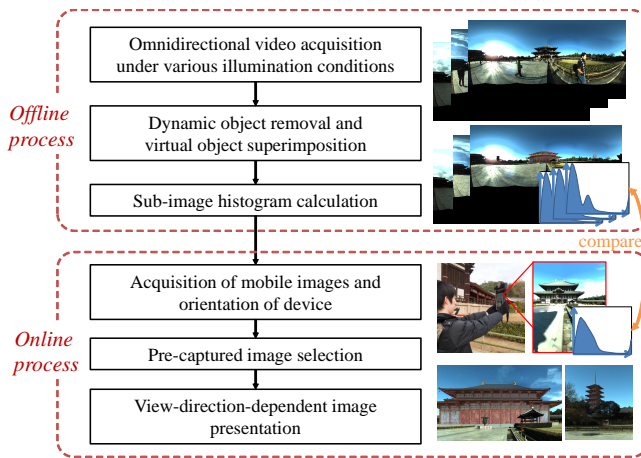 Omnidirectional video acquisition
under various illumination conditions
Offline
process
Dynamic object removal and
virtual object superimposition
Sub-image histogram calculation
compare
Acquisition of mobile images and
orientation of device
Online
process
Pre-captured image selection
View-direction-dependent image
presentation